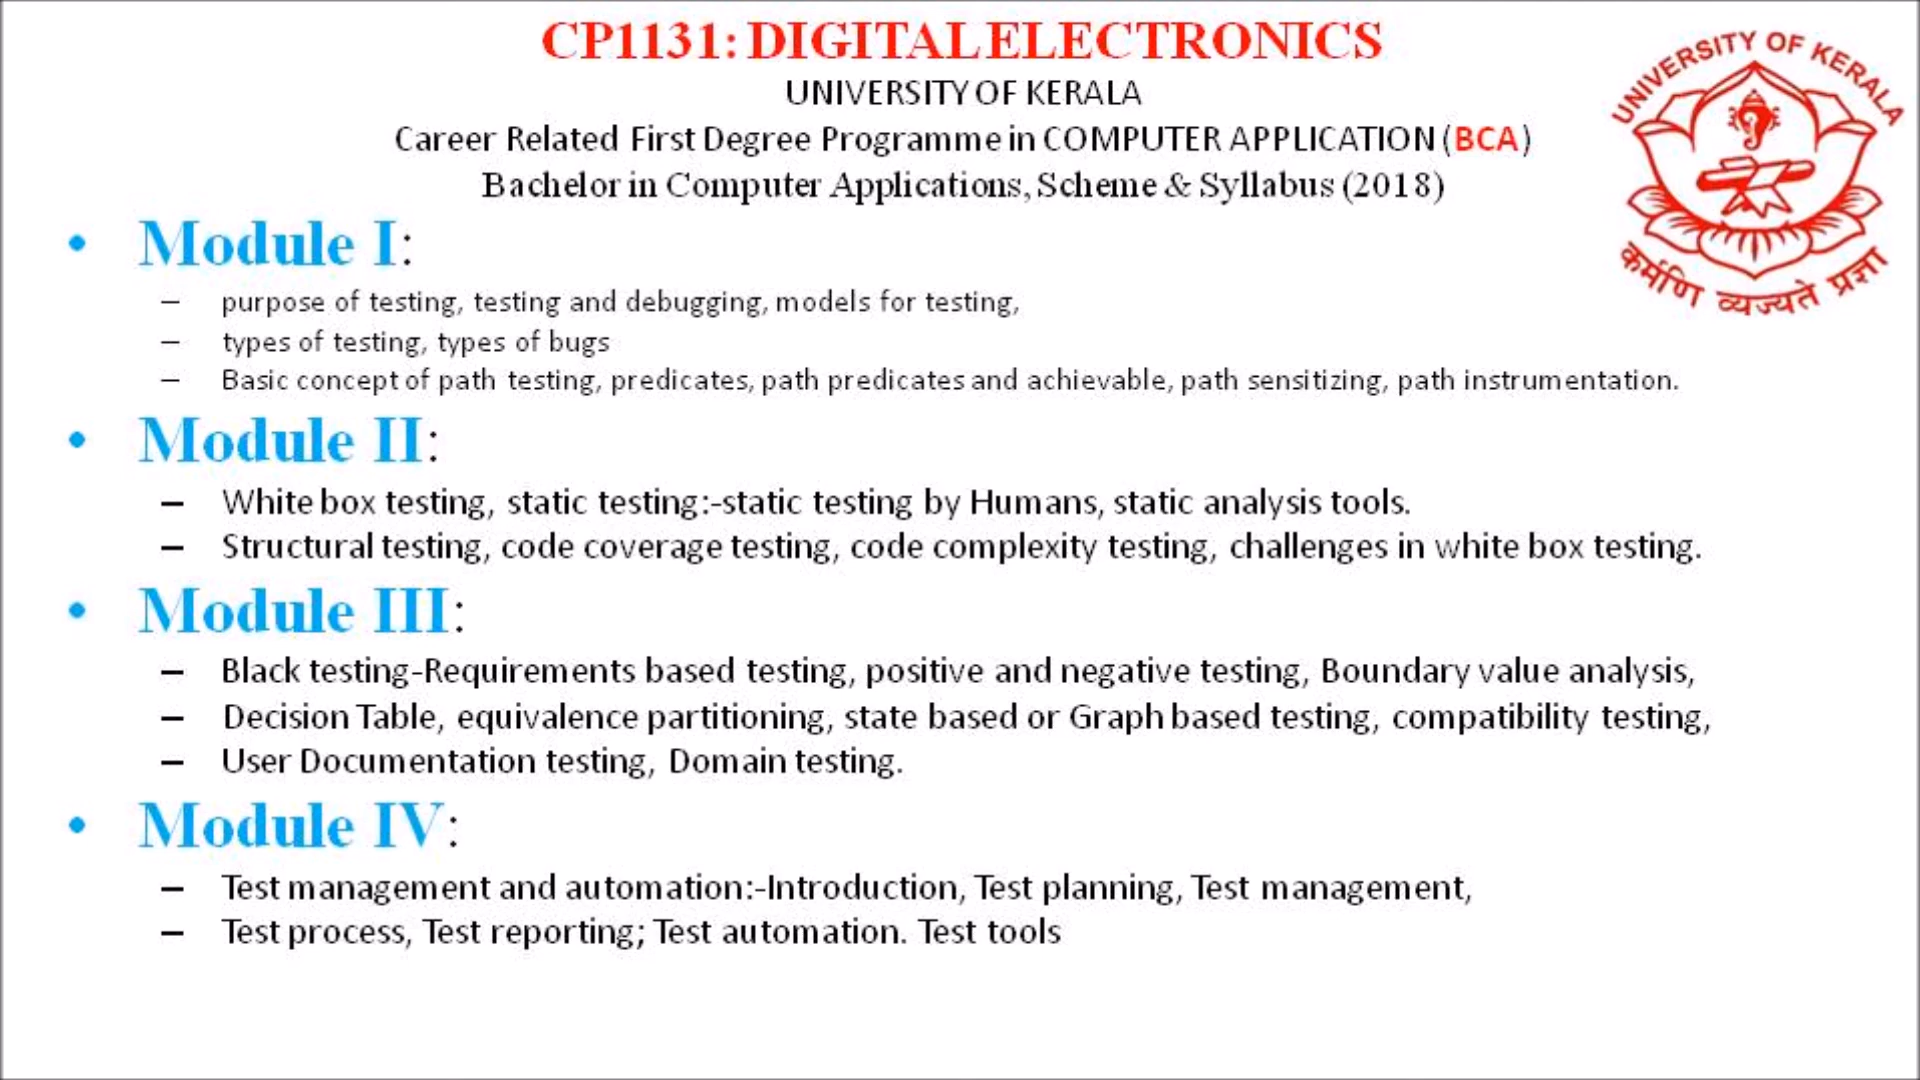 CP1131: DIGITAL ELECTRONICS
UNIVERSITY OF KERALA
Career Related First Degree Programme in COMPUTER APPLICATION (BCA)
Bachelor in Computer Applications, Scheme & Syllabus (2018)
UNIVERSITY OF KERALA
कर्मणि व्यज्यते प्रज्ञा
• Module I:
– purpose of testing, testing and debugging, models for testing,
– types of testing, types of bugs
– Basic concept of path testing, predicates, path predicates and achievable, path sensitizing, path instrumentation.
• Module II:
– White box testing, static testing:-static testing by Humans, static analysis tools.
– Structural testing, code coverage testing, code complexity testing, challenges in white box testing.
• Module III:
– Black testing-Requirements based testing, positive and negative testing, Boundary value analysis,
– Decision Table, equivalence partitioning, state based or Graph based testing, compatibility testing,
– User Documentation testing, Domain testing.
• Module IV:
– Test management and automation:-Introduction, Test planning, Test management,
– Test process, Test reporting; Test automation. Test tools